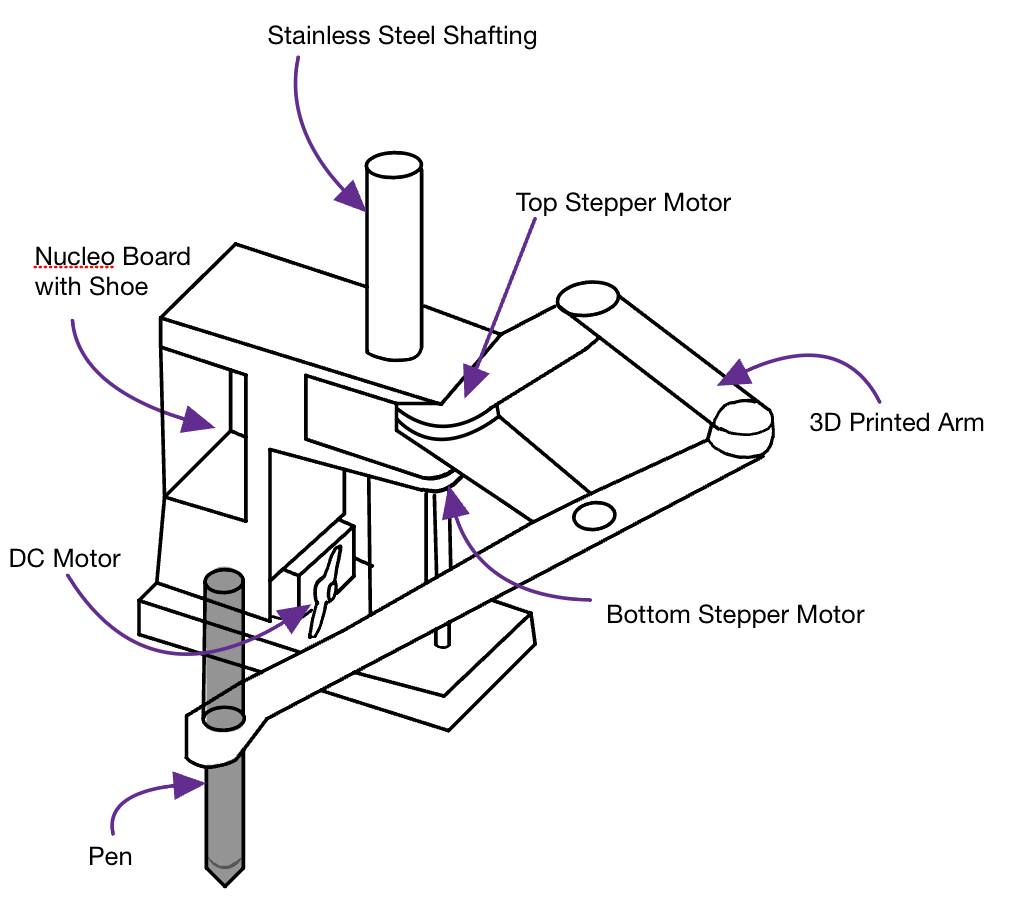 Stainless Steel Shafting
Top Stepper Motor
Nucleo Board
with Shoe
3D Printed Arm
DC Motor
Bottom Stepper Motor
Pen